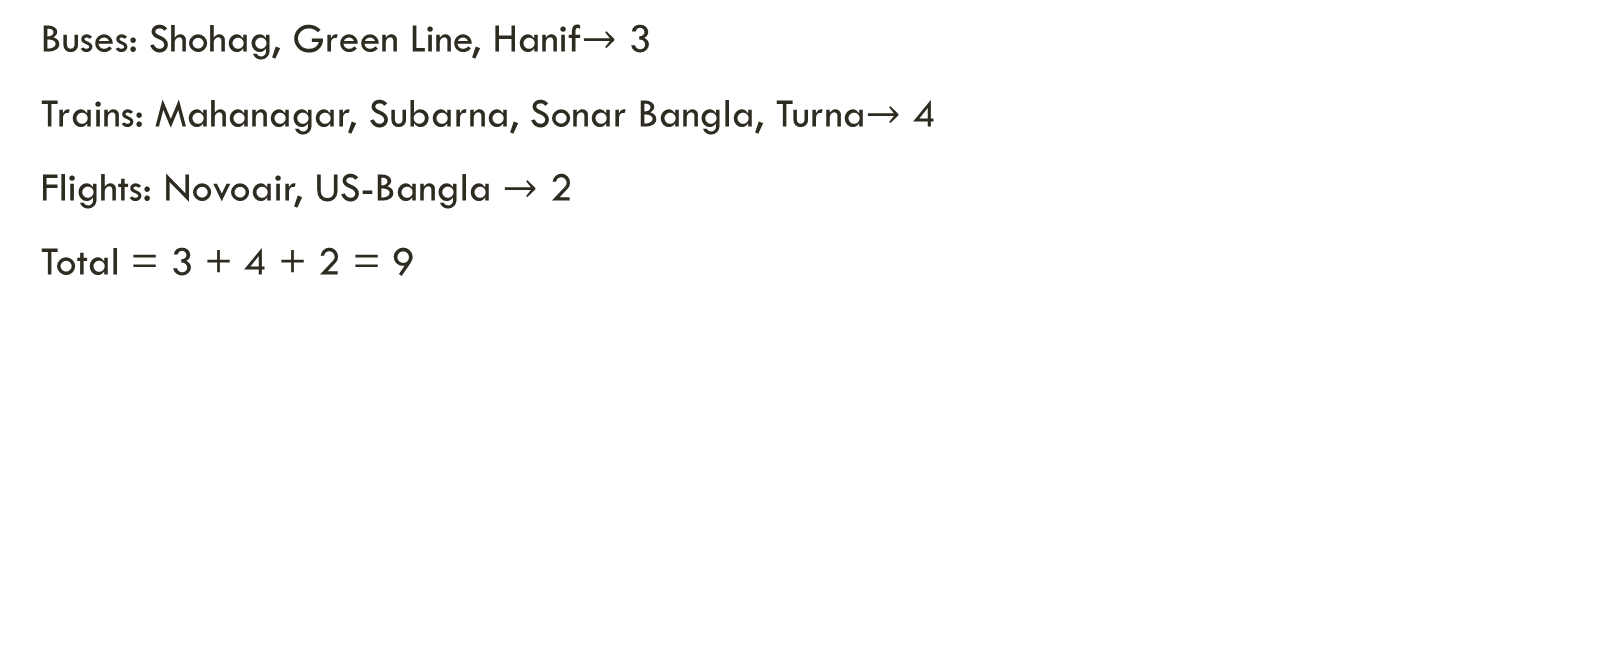 Buses: Shohag, Green Line, Hanif→ 3
Trains: Mahanagar, Subarna, Sonar Bangla, Turna→ 4
Flights: Novoair, US-Bangla → 2
Total = 3 + 4 + 2 = 9